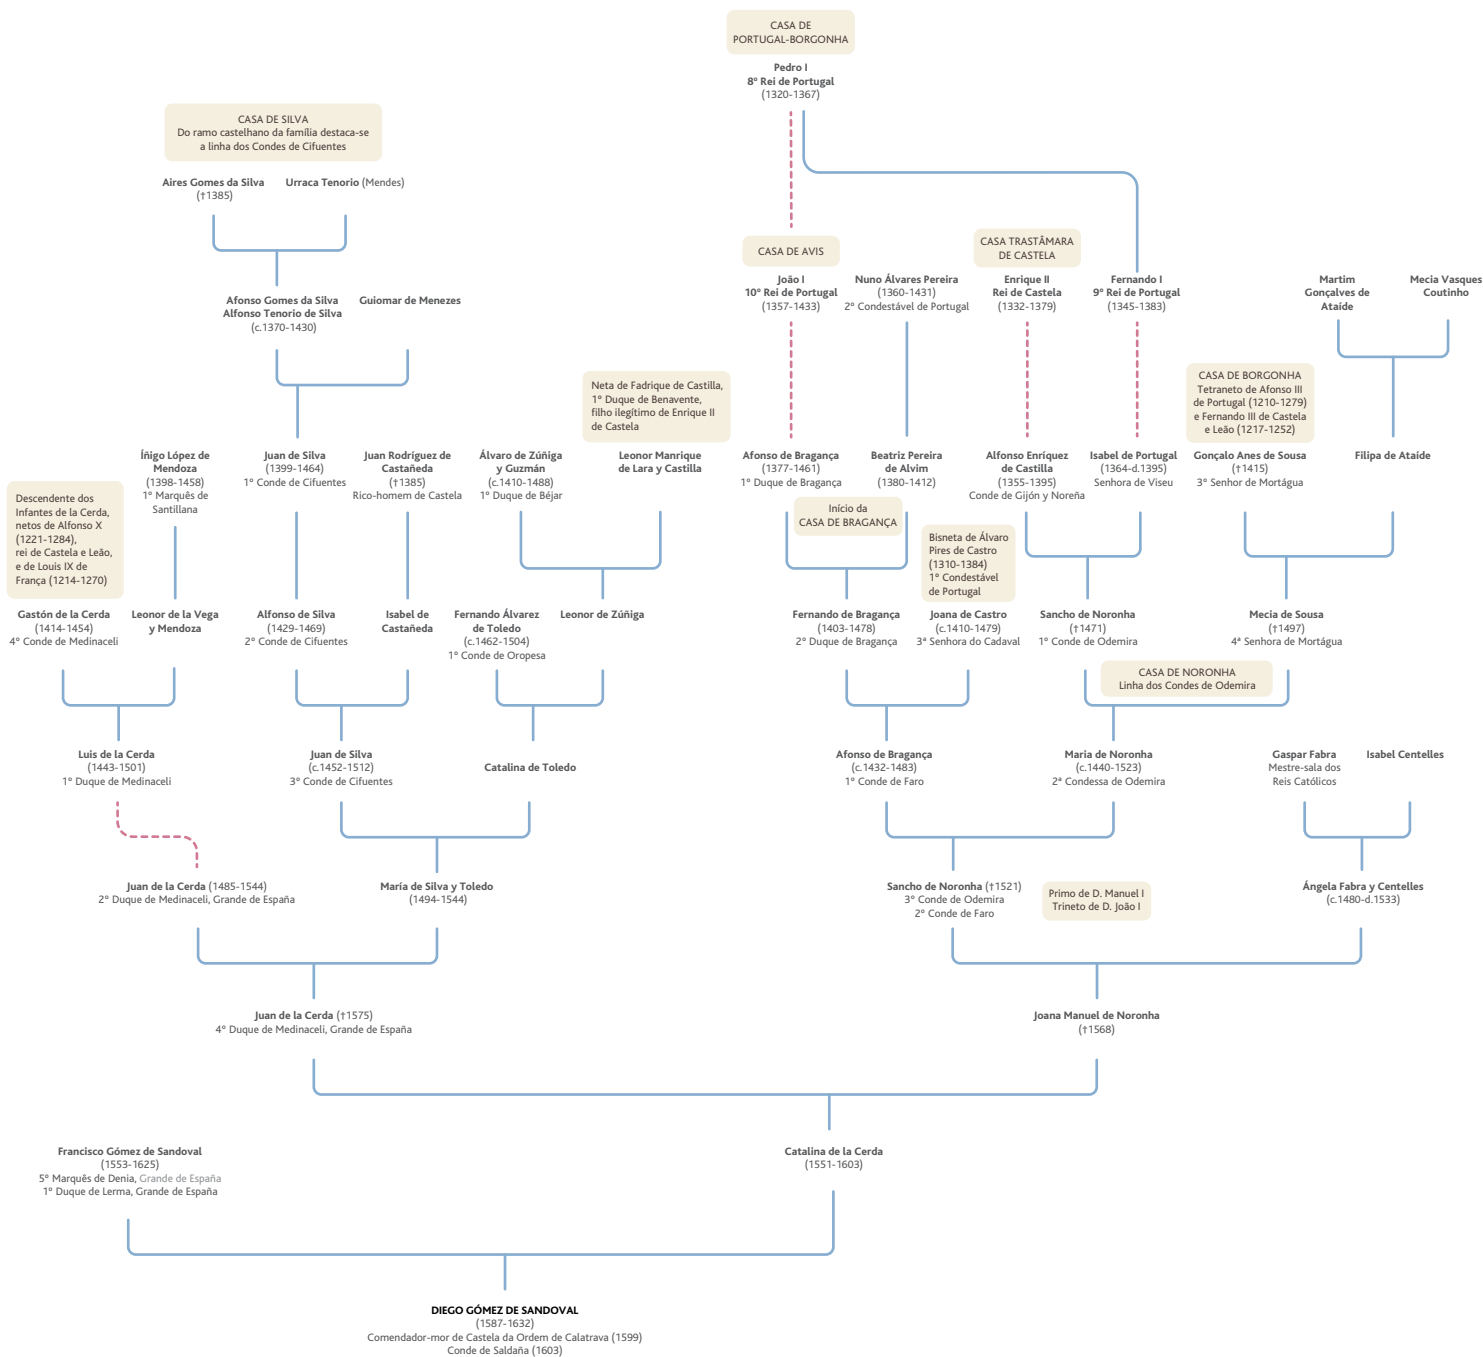 CASA DE
PORTUGAL-BORGONHA
Pedro I
8º Rei de Portugal
(1320-1367)
CASA DE SILVA
Do ramo castelhano da família destaca-se
a linha dos Condes de Cifuentes
Aires Gomes da Silva
(†1385)
Urraca Tenorio (Mendes)
CASA DE AVIS
CASA TRASTÂMARA
DE CASTELA
Afonso Gomes da Silva
Alfonso Tenorio de Silva
(c.1370-1430)
Guiomar de Menezes
João I
10º Rei de Portugal
(1357-1433)
Nuno Álvares Pereira
(1360-1431)
2º Condestável de Portugal
Enrique II
Rei de Castela
(1332-1379)
Fernando I
9º Rei de Portugal
(1345-1383)
Martim
Gonçalves de
Ataíde
Mecia Vasques
Coutinho
Neta de Fadrique de Castilla,
1º Duque de Benavente,
filho ilegítimo de Enrique II
de Castela
CASA DE BORGONHA
Tetraneto de Afonso III
de Portugal (1210-1279)
e Fernando III de Castela
e Leão (1217-1252)
Íñigo López de
Mendoza
(1398-1458)
1º Marquês de
Santillana
Juan de Silva
(1399-1464)
1º Conde de Cifuentes
Juan Rodríguez de
Castañeda
(†1385)
Rico-homem de Castela
Álvaro de Zúñiga
y Guzmán
(c.1410-1488)
1º Duque de Béjar
Leonor Manrique
de Lara y Castilla
Afonso de Bragança
(1377-1461)
1º Duque de Bragança
Beatriz Pereira
de Alvim
(1380-1412)
Alfonso Enríquez
de Castilla
(1355-1395)
Conde de Gijón y Noreña
Isabel de Portugal
(1364-d.1395)
Senhora de Viseu
Gonçalo Anes de Sousa
(†1415)
3º Senhor de Mortágua
Filipa de Ataíde
Descendente dos
Infantes de la Cerda,
netos de Alfonso X
(1221-1284),
rei de Castela e Leão,
e de Louis IX de
França (1214-1270)
Início da
CASA DE BRAGANÇA
Bisneta de Álvaro
Pires de Castro
(1310-1384)
1º Condestável
de Portugal
Gastón de la Cerda
(1414-1454)
4º Conde de Medinaceli
Leonor de la Vega
y Mendoza
Alfonso de Silva
(1429-1469)
2º Conde de Cifuentes
Isabel de
Castañeda
Fernando Álvarez
de Toledo
(c.1462-1504)
1º Conde de Oropesa
Leonor de Zúñiga
Fernando de Bragança
(1403-1478)
2º Duque de Bragança
Joana de Castro
(c.1410-1479)
3ª Senhora do Cadaval
Sancho de Noronha
(†1471)
1º Conde de Odemira
Mecia de Sousa
(†1497)
4ª Senhora de Mortágua
CASA DE NORONHA
Linha dos Condes de Odemira
Luis de la Cerda
(1443-1501)
1º Duque de Medinaceli
Juan de Silva
(c.1452-1512)
3º Conde de Cifuentes
Catalina de Toledo
Afonso de Bragança
(c.1432-1483)
1º Conde de Faro
Maria de Noronha
(c.1440-1523)
2ª Condessa de Odemira
Gaspar Fabra
Mestre-sala dos
Reis Católicos
Isabel Centelles
Juan de la Cerda (1485-1544)
2º Duque de Medinaceli, Grande de España
María de Silva y Toledo
(1494-1544)
Sancho de Noronha (†1521)
3º Conde de Odemira
2º Conde de Faro
Primo de D. Manuel I
Trineto de D. João I
Ángela Fabra y Centelles
(c.1480-d.1533)
Juan de la Cerda (†1575)
4º Duque de Medinaceli, Grande de España
Joana Manuel de Noronha
(†1568)
Francisco Gómez de Sandoval
(1553-1625)
5º Marquês de Denia, Grande de España
1º Duque de Lerma, Grande de España
Catalina de la Cerda
(1551-1603)
DIEGO GÓMEZ DE SANDOVAL
(1587-1632)
Comendador-mor de Castela da Ordem de Calatrava (1599)
Conde de Saldaña (1603)